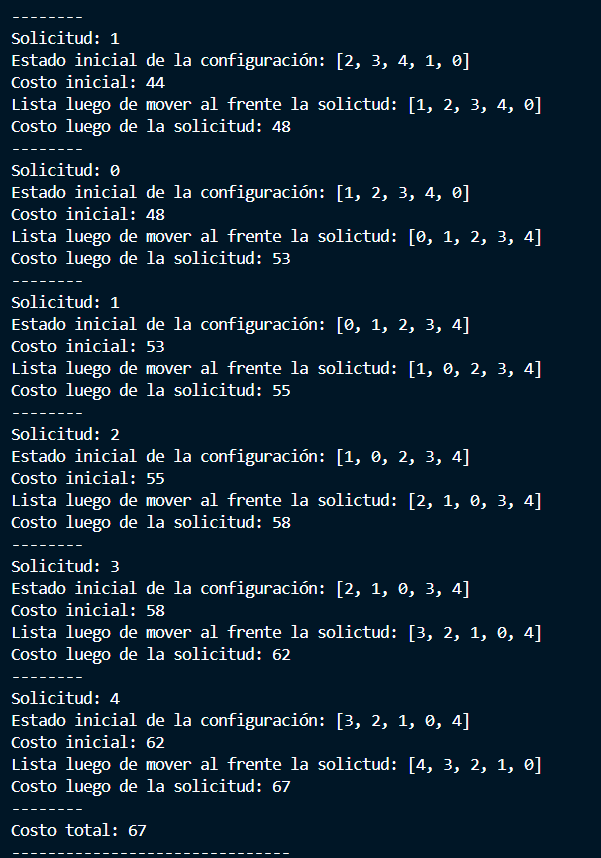 --------
Solicitud: 1
Estado inicial de la configuración: [2, 3, 4, 1, 0]
Costo inicial: 44
Lista luego de mover al frente la solictud: [1, 2, 3, 4, 0]
Costo luego de la solicitud: 48
--------
Solicitud: 0
Estado inicial de la configuración: [1, 2, 3, 4, 0]
Costo inicial: 48
Lista luego de mover al frente la solictud: [0, 1, 2, 3, 4]
Costo luego de la solicitud: 53
--------
Solicitud: 1
Estado inicial de la configuración: [0, 1, 2, 3, 4]
Costo inicial: 53
Lista luego de mover al frente la solictud: [1, 0, 2, 3, 4]
Costo luego de la solicitud: 55
--------
Solicitud: 2
Estado inicial de la configuración: [1, 0, 2, 3, 4]
Costo inicial: 55
Lista luego de mover al frente la solictud: [2, 1, 0, 3, 4]
Costo luego de la solicitud: 58
--------
Solicitud: 3
Estado inicial de la configuración: [2, 1, 0, 3, 4]
Costo inicial: 58
Lista luego de mover al frente la solictud: [3, 2, 1, 0, 4]
Costo luego de la solicitud: 62
--------
Solicitud: 4
Estado inicial de la configuración: [3, 2, 1, 0, 4]
Costo inicial: 62
Lista luego de mover al frente la solictud: [4, 3, 2, 1, 0]
Costo luego de la solicitud: 67
--------
Costo total: 67
-------------------------------